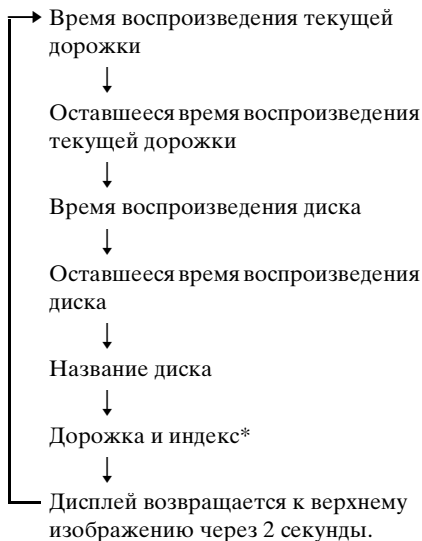 Время воспроизведения текущей
дорожки
Оставшееся время воспроизведения
текущей дорожки
Время воспроизведения диска
Оставшееся время воспроизведения
диска
Название диска
Дорожка и индекс*
Дисплей возвращается к верхнему
изображению через 2 секунды.